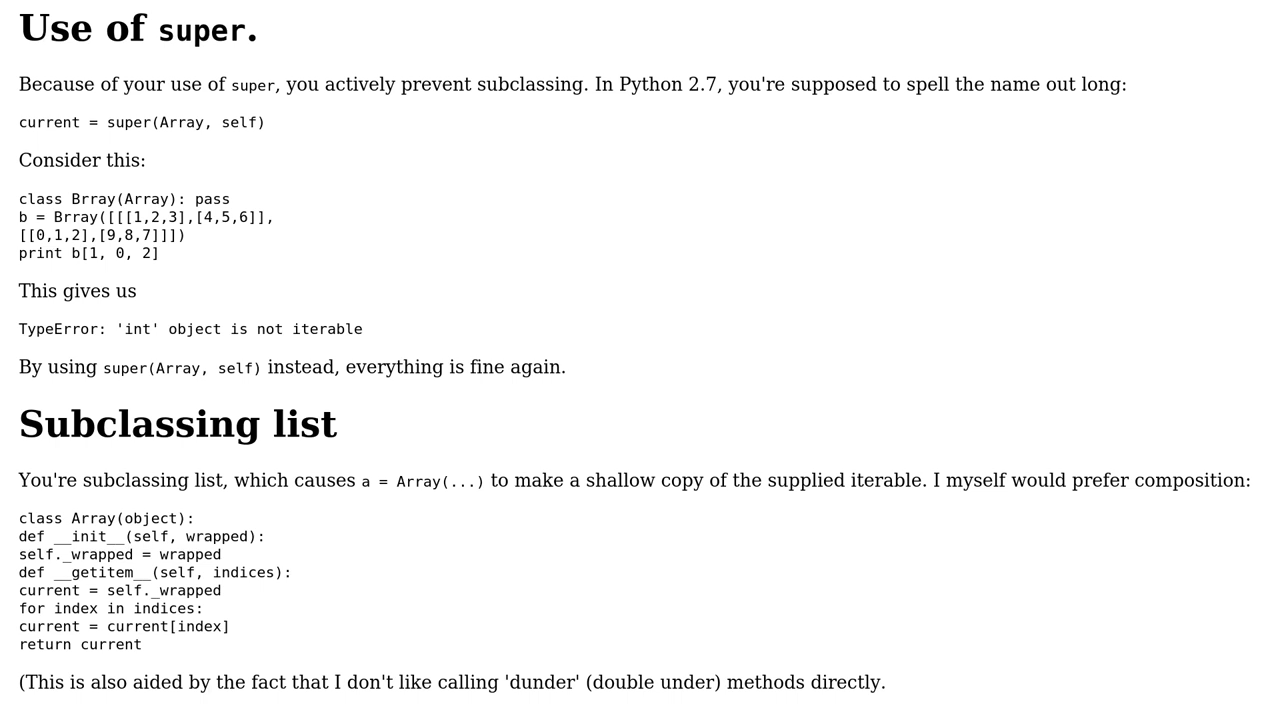 Use of super.
Because of your use of super, you actively prevent subclassing. In Python 2.7, you're supposed to spell the name out long:
current = super(Array, self)
Consider this:
class Brray(Array): pass
b = Brray([[[1,2,3],[4,5,6]],
[[0,1,2],[9,8,7]]])
print b[1, 0, 2]
This gives us
TypeError: 'int' object is not iterable
By using super(Array, self) instead, everything is fine again.
Subclassing list
You're subclassing list, which causes a = Array(...) to make a shallow copy of the supplied iterable. I myself would prefer composition:
class Array(object):
def __init__(self, wrapped):
self._wrapped = wrapped
def __getitem__(self, indices):
current = self._wrapped
for index in indices:
current = current[index]
return current
(This is also aided by the fact that I don't like calling 'dunder' (double under) methods directly.